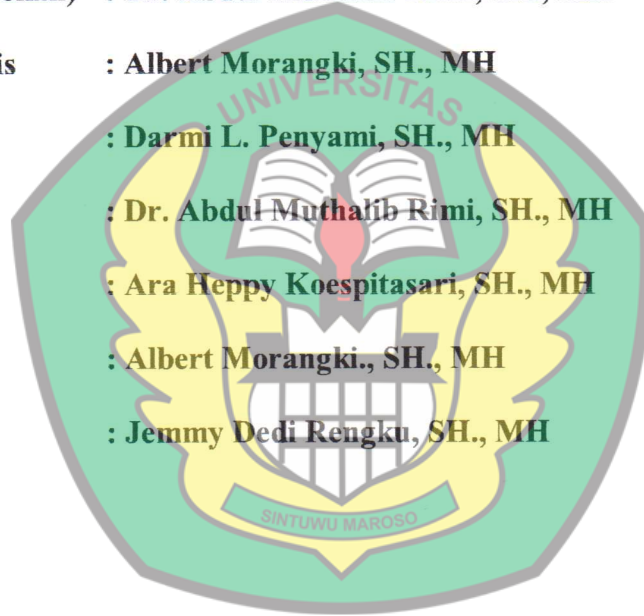 is : Albert Morangki, SH., MH
UNIVERSITAS
: Darmi L. Penyami, SH., MH
: Dr. Abdul Muthalib Rimi, SH., MH
: Ara Heppy Koespitasari, SH., MH
: Albert Morangki., SH., MH
: Jemmy Dedi Rengku, SH., MH
SINTUWU MAROSO